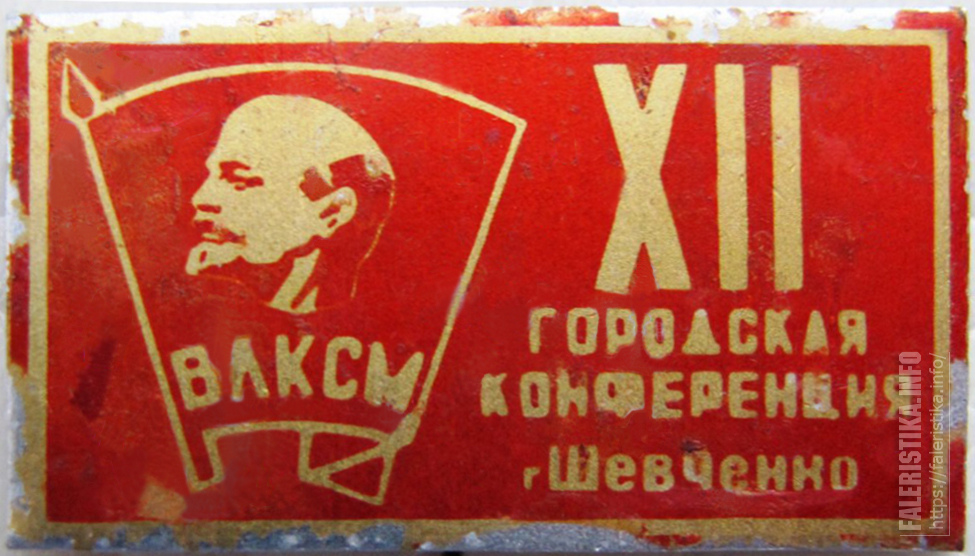 ВЛКСМ
XII
ГОРОДСКАЯ
КОНФЕРЕНЦИЯ
г Шевченко
FALERISTIKA.INFO
https://faleristika.info/